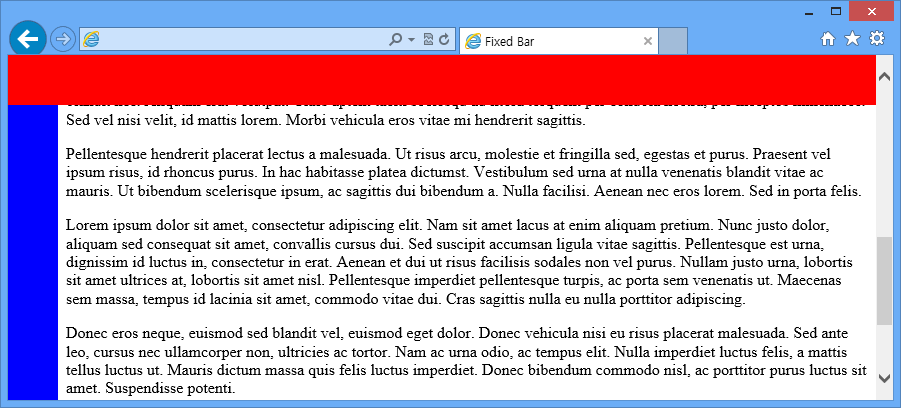 Fixed Bar
Sed vel nisi velit, id mattis lorem. Morbi vehicula eros vitae mi hendrerit sagittis.
Pellentesque hendrerit placerat lectus a malesuada. Ut risus arcu, molestie et fringilla sed, egestas et purus. Praesent vel
ipsum risus, id rhoncus purus. In hac habitasse platea dictumst. Vestibulum sed urna at nulla venenatis blandit vitae ac
mauris. Ut bibendum scelerisque ipsum, ac sagittis dui bibendum a. Nulla facilisi. Aenean nec eros lorem. Sed in porta felis.
Lorem ipsum dolor sit amet, consectetur adipiscing elit. Nam sit amet lacus at enim aliquam pretium. Nunc justo dolor,
aliquam sed consequat sit amet, convallis cursus dui. Sed suscipit accumsan ligula vitae sagittis. Pellentesque est urna,
dignissim id luctus in, consectetur in erat. Aenean et dui ut risus facilisis sodales non vel purus. Nullam justo urna, lobortis
sit amet ultrices at, lobortis sit amet nisl. Pellentesque imperdiet pellentesque turpis, ac porta sem venenatis ut. Maecenas
sem massa, tempus id lacinia sit amet, commodo vitae dui. Cras sagittis nulla eu nulla porttitor adipiscing.
Donec eros neque, euismod sed blandit vel, euismod eget dolor. Donec vehicula nisi eu risus placerat malesuada. Sed ante
leo, cursus nec ullamcorper non, ultricies ac tortor. Nam ac urna odio, ac tempus elit. Nulla imperdiet luctus felis, a mattis
tellus luctus ut. Mauris dictum massa quis felis luctus imperdiet. Donec bibendum commodo nisl, ac porttitor purus luctus sit
amet. Suspendisse potenti.